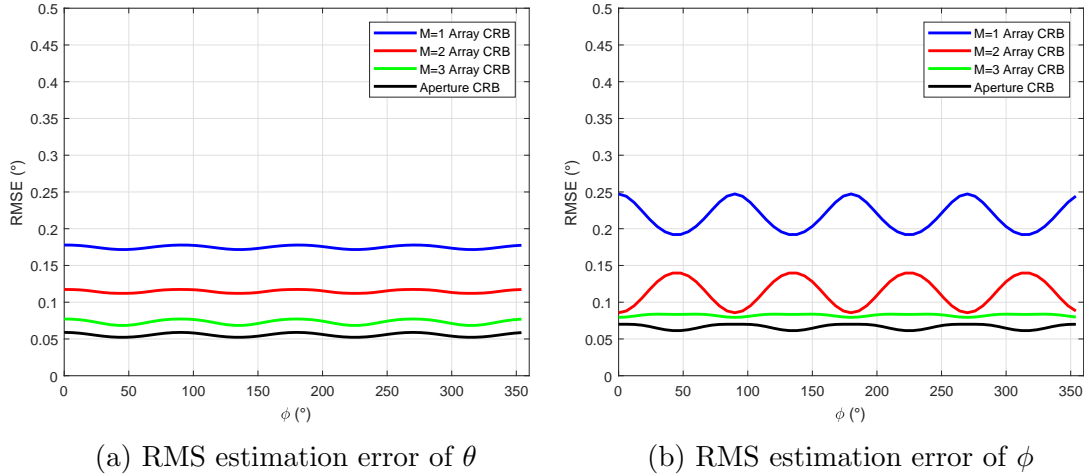 0.5
0.45
0.4
0.35
0.3
0.25
0.2
0.15
0.1
0.05
0
RMSE (°)
0 50 100 150 200 250 300 350
ϕ (°)
M=1 Array CRB
M=2 Array CRB
M=3 Array CRB
Aperture CRB
(a) RMS estimation error of θ
0.5
0.45
0.4
0.35
0.3
0.25
0.2
0.15
0.1
0.05
0
RMSE (°)
0 50 100 150 200 250 300 350
ϕ (°)
M=1 Array CRB
M=2 Array CRB
M=3 Array CRB
Aperture CRB
(b) RMS estimation error of ϕ